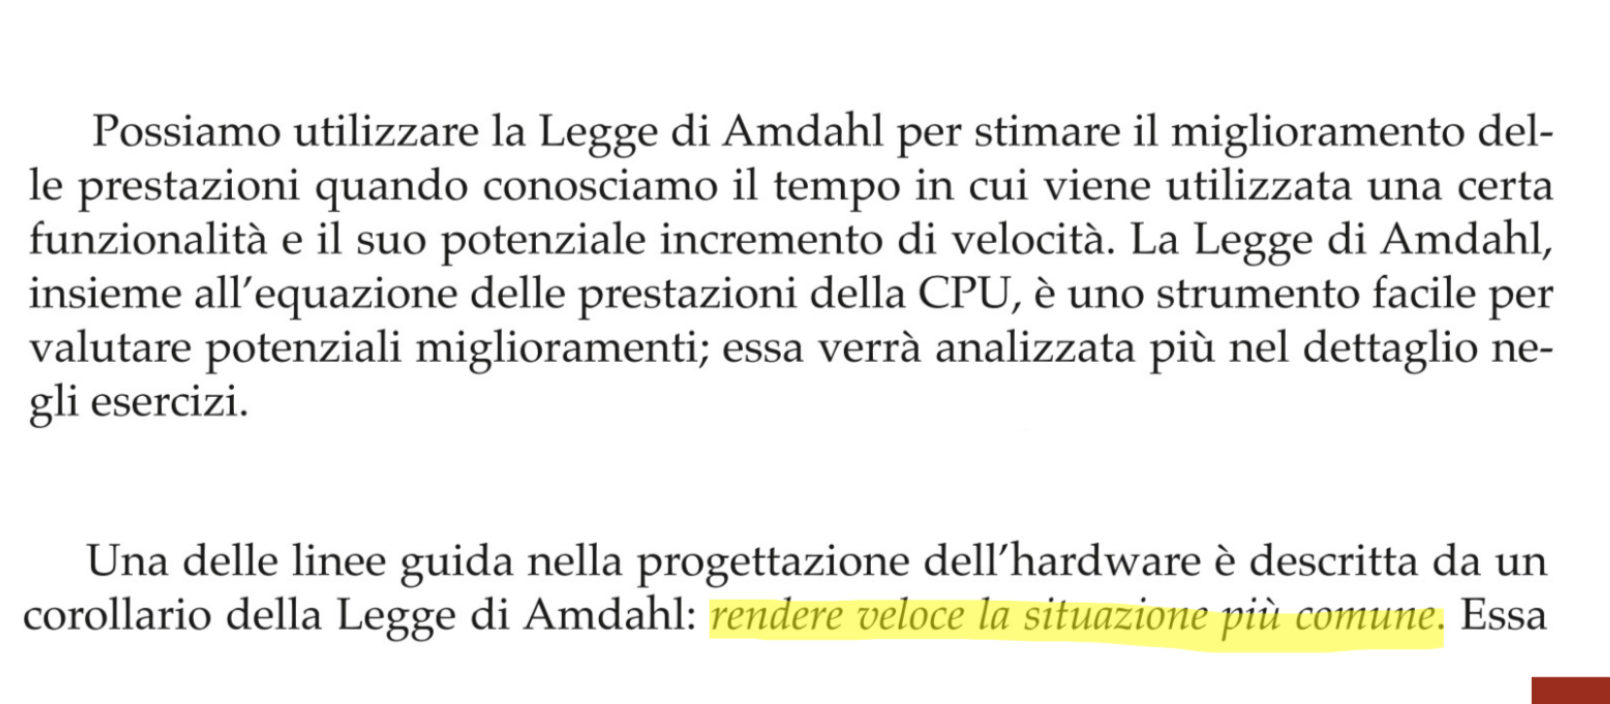 Possiamo utilizzare la Legge di Amdahl per stimare il miglioramento del-
le prestazioni quando conosciamo il tempo in cui viene utilizzata una certa
funzionalità e il suo potenziale incremento di velocità. La Legge di Amdahl,
insieme all'equazione delle prestazioni della CPU, è uno strumento facile per
valutare potenziali miglioramenti; essa verrà analizzata più nel dettaglio ne-
gli esercizi.
Una delle linee guida nella progettazione dell'hardware è descritta da un
corollario della Legge di Amdahl: rendere veloce la situazione più comune. Essa